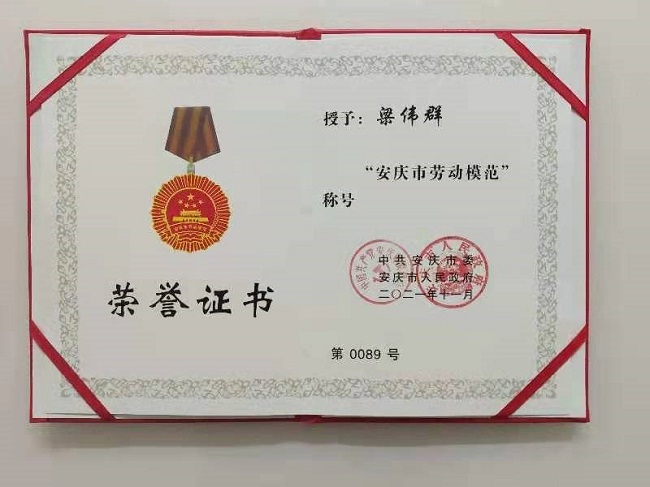 荣誉证书
授予：梁伟群
“安庆市劳动模范”
称号
中共安庆市委
安庆市人民政府
二〇二一年十一月
第 0089 号